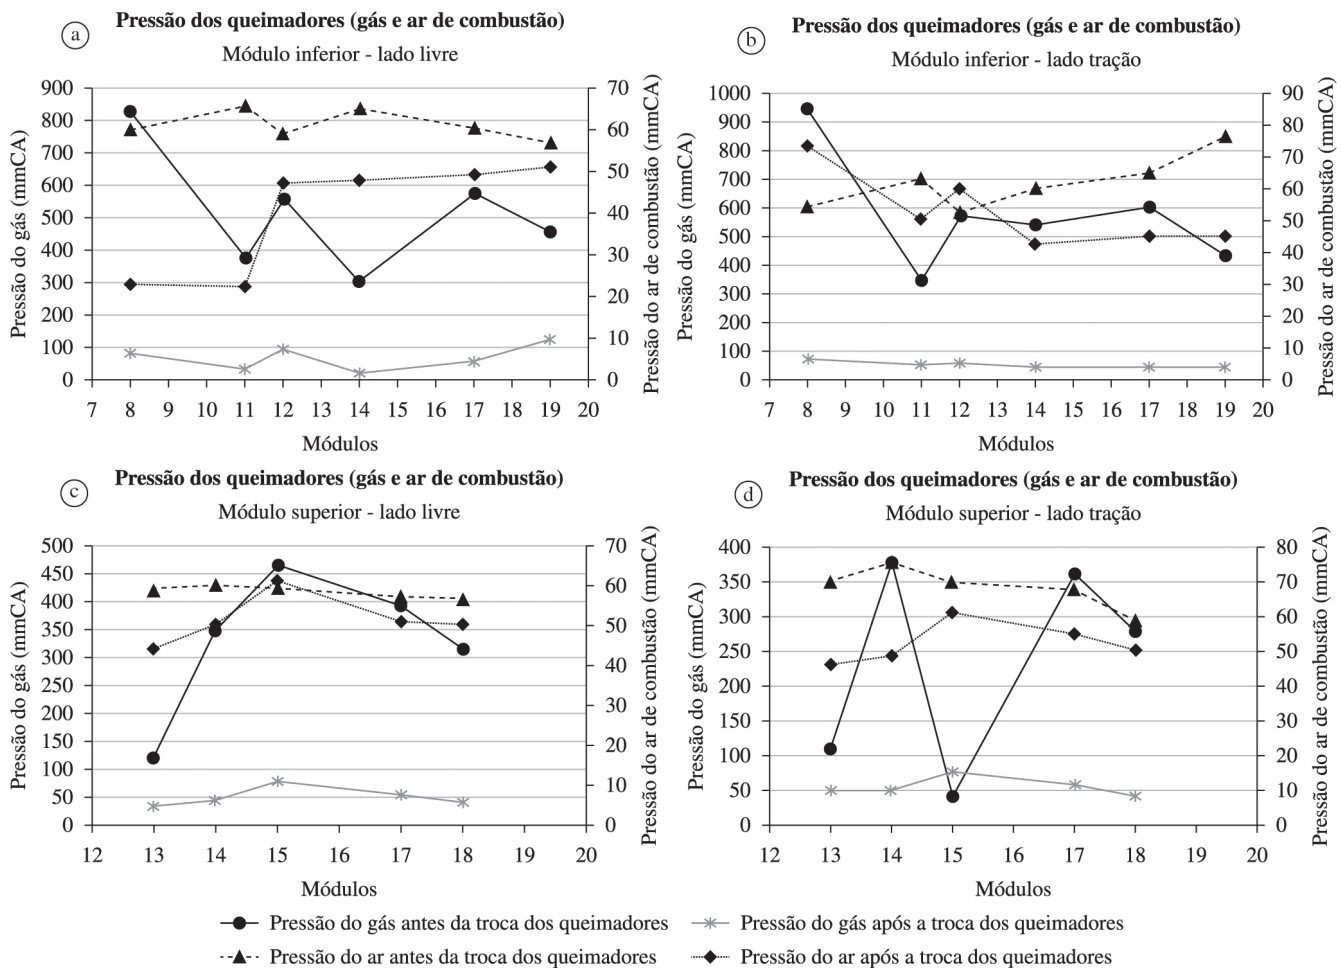 a
Pressão dos queimadores (gás e ar de combustão)
Módulo inferior - lado livre
Pressão do gás (mmCA)
900
800
700
600
500
400
300
200
100
0
70
60
50
40
30
20
10
0
Pressão do ar de combustão (mmCA)
7 8 9 10 11 12 13 14 15 16 17 18 19 20
Módulos
b
Pressão dos queimadores (gás e ar de combustão)
Módulo inferior - lado tração
Pressão do gás (mmCA)
1000
900
800
700
600
500
400
300
200
100
0
90
80
70
60
50
40
30
20
10
0
Pressão do ar de combustão (mmCA)
7 8 9 10 11 12 13 14 15 16 17 18 19 20
Módulos
c
Pressão dos queimadores (gás e ar de combustão)
Módulo superior - lado livre
Pressão do gás (mmCA)
500
450
400
350
300
250
200
150
100
50
0
70
60
50
40
30
20
10
0
Pressão do ar de combustão (mmCA)
12 13 14 15 16 17 18 19 20
Módulos
d
Pressão dos queimadores (gás e ar de combustão)
Módulo superior - lado tração
Pressão do gás (mmCA)
400
350
300
250
200
150
100
50
0
80
70
60
50
40
30
20
10
0
Pressão do ar de combustão (mmCA)
12 13 14 15 16 17 18 19 20
Módulos
Pressão do gás antes da troca dos queimadores
Pressão do gás após a troca dos queimadores
Pressão do ar antes da troca dos queimadores
Pressão do ar após a troca dos queimadores